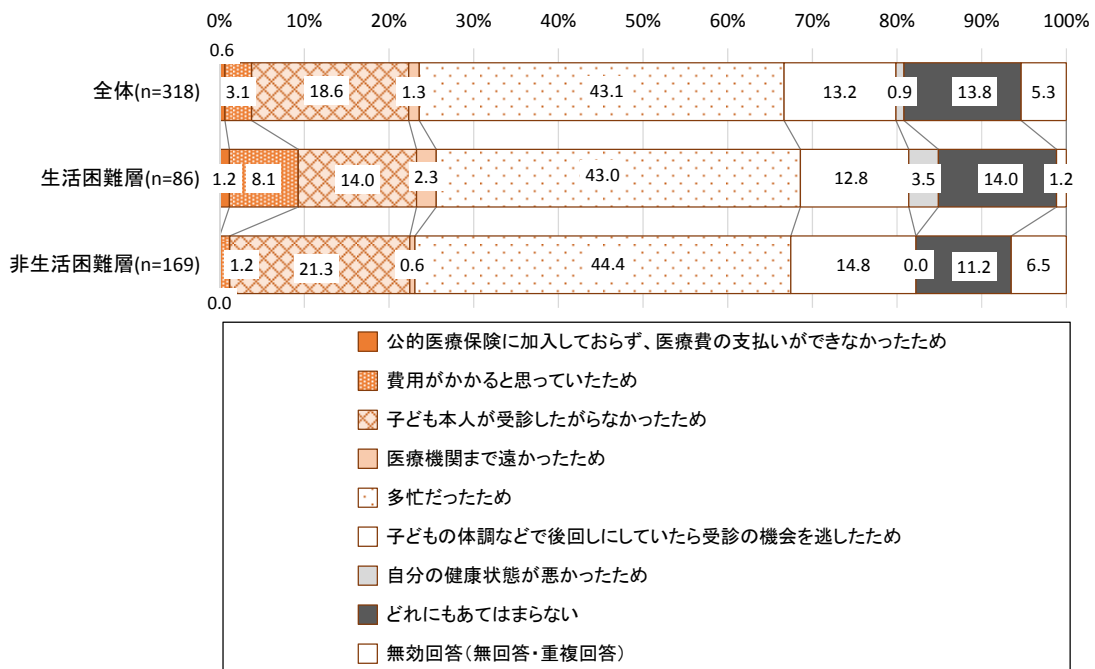 0% 10% 20% 30% 40% 50% 60% 70% 80% 90% 100%
0.6
全体(n=318) 3.1 18.6 1.3 43.1 13.2 0.9 13.8 5.3
生活困難層(n=86) 1.2 8.1 14.0 2.3 43.0 12.8 3.5 14.0 1.2
非生活困難層(n=169) 1.2 21.3 0.6 44.4 14.8 0.0 11.2 6.5
0.0
公的医療保険に加入しておらず、医療費の支払いができなかったため
費用がかかると思っていたため
子ども本人が受診したがらなかったため
医療機関まで遠かったため
多忙だったため
子どもの体調などで後回しにしていたら受診の機会を逃したため
自分の健康状態が悪かったため
どれにもあてはまらない
無効回答(無回答・重複回答)